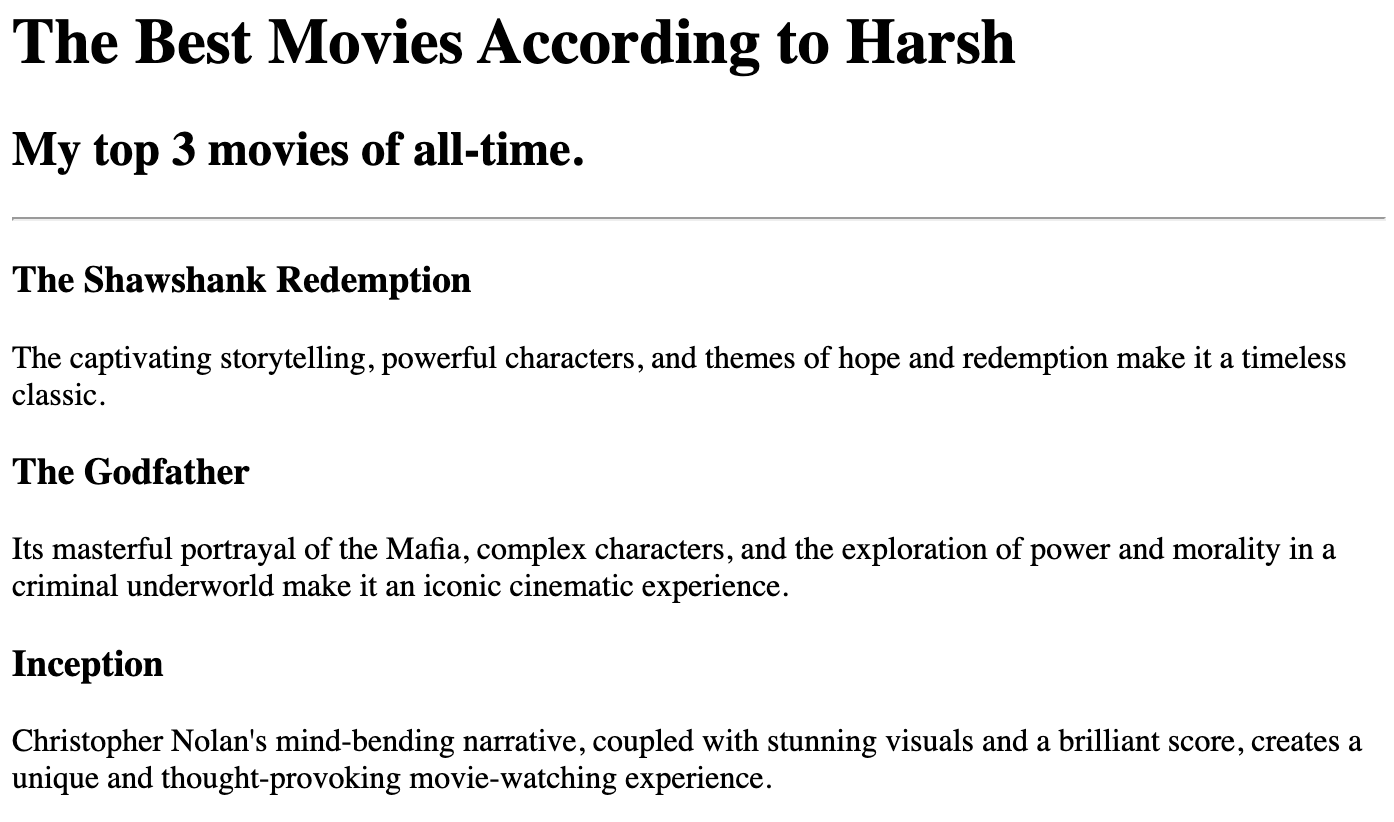 The Best Movies According to Harsh
My top 3 movies of all-time.
The Shawshank Redemption
The captivating storytelling, powerful characters, and themes of hope and redemption make it a timeless
classic.
The Godfather
Its masterful portrayal of the Mafia, complex characters, and the exploration of power and morality in a
criminal underworld make it an iconic cinematic experience.
Inception
Christopher Nolan's mind-bending narrative, coupled with stunning visuals and a brilliant score, creates a
unique and thought-provoking movie-watching experience.